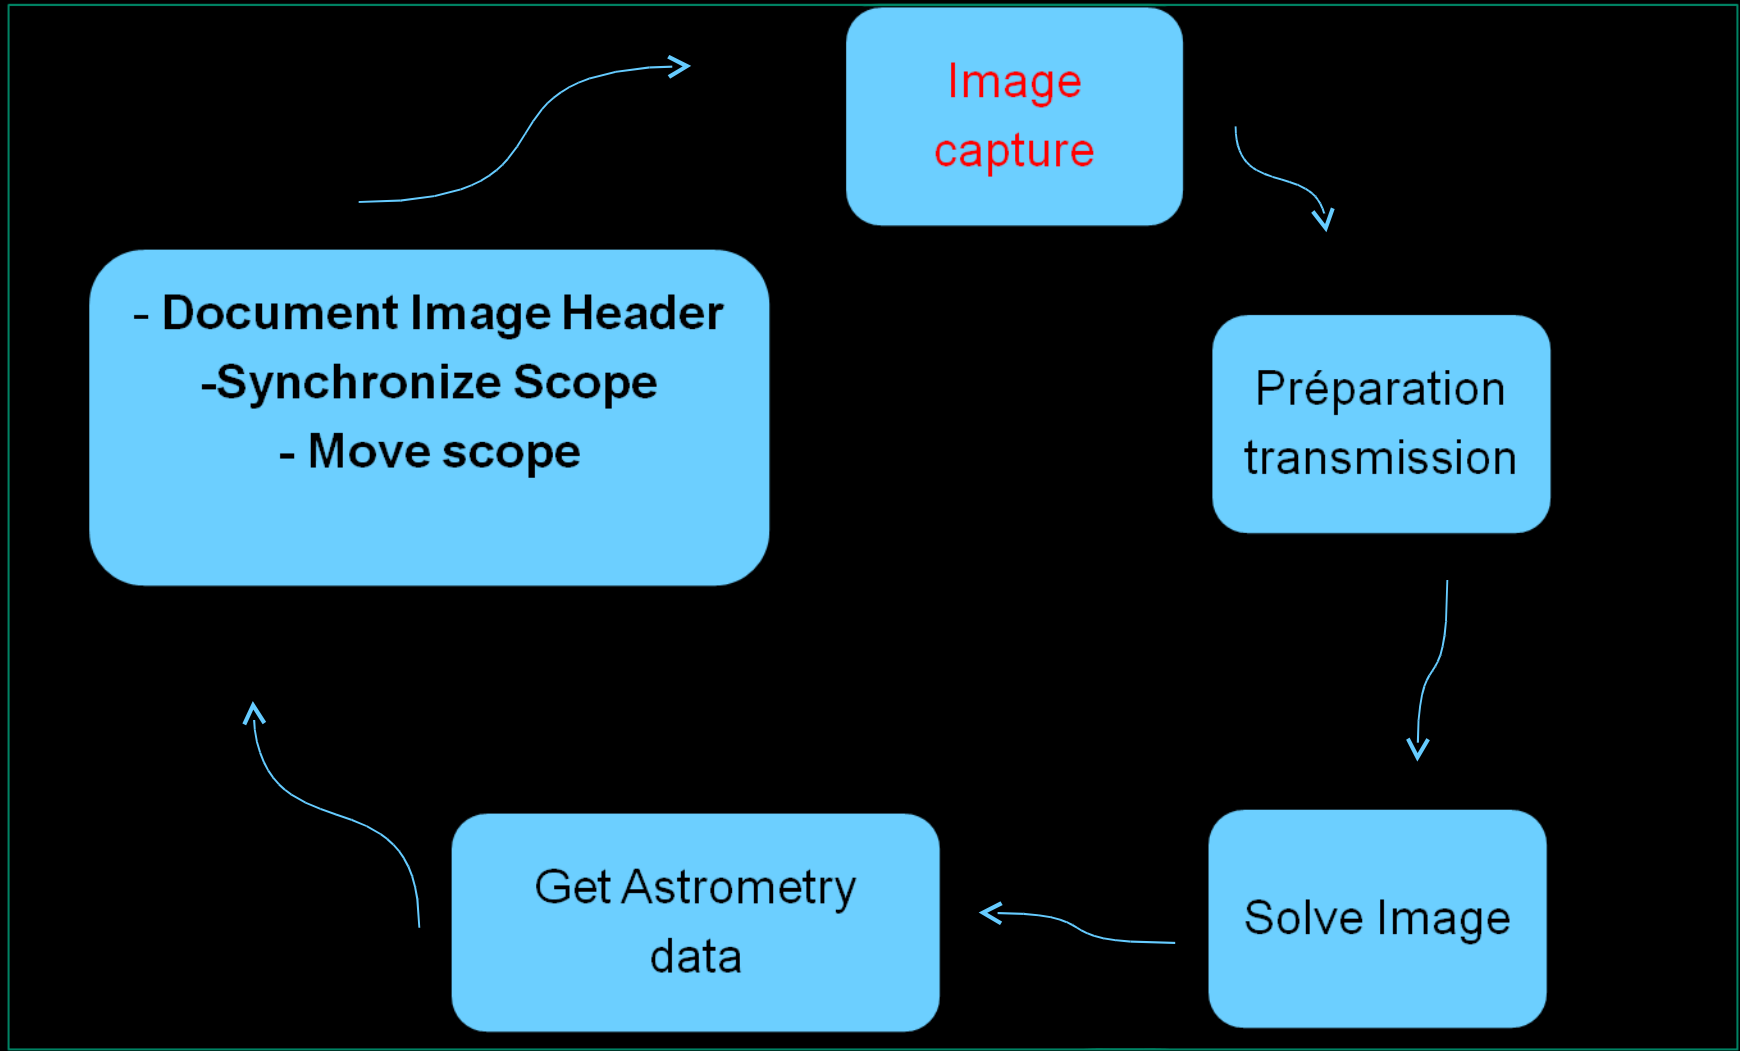 Image
capture
- Document Image Header
-Synchronize Scope
- Move scope
Préparation
transmission
Get Astrometry
data
Solve Image